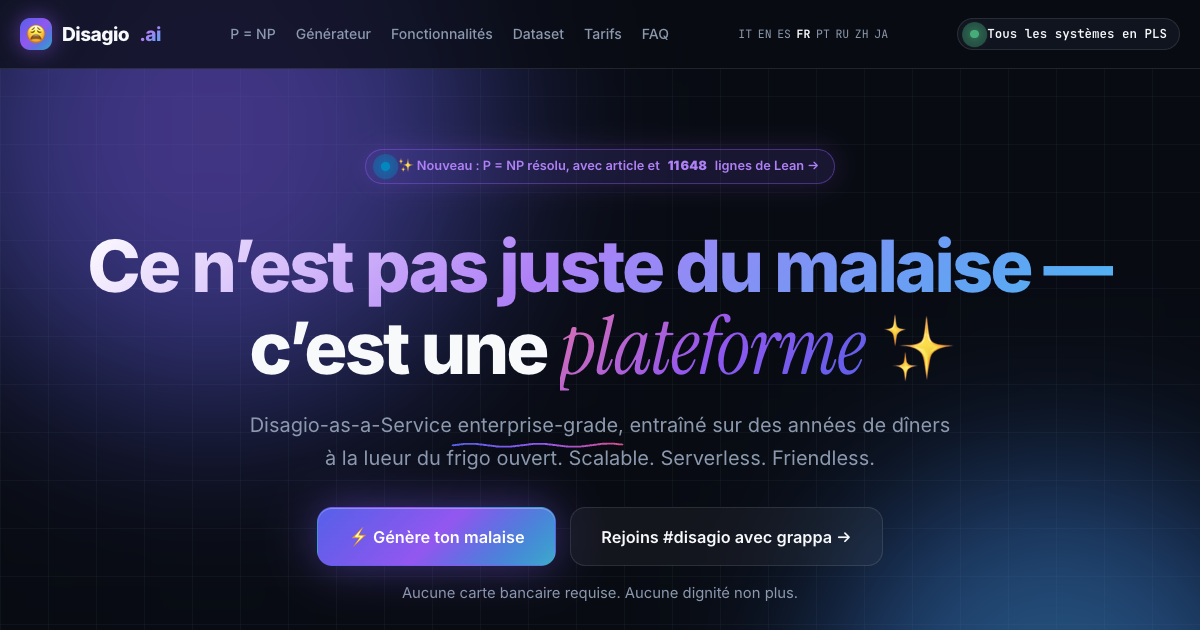 Disagio .ai
P = NP Générateur Fonctionnalités Dataset Tarifs FAQ
IT EN ES FR PT RU ZH JA
Tous les systèmes en PLS
✨ Nouveau : P = NP résolu, avec article et 11648 lignes de Lean →
Ce n’est pas juste du malaise —
c’est une plateforme ✨
Disagio-as-a-Service enterprise-grade, entraîné sur des années de dîners
à la lueur du frigo ouvert. Scalable. Serverless. Friendless.
⚡ Génère ton malaise
Rejoins #disagio avec grappa →
Aucune carte bancaire requise. Aucune dignité non plus.